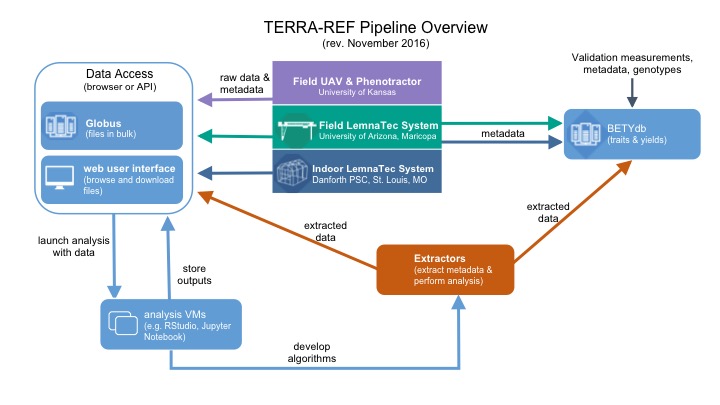 TERRA-REF Pipeline Overview
(rev. November 2016)
Data Access
(browser or API)
Globus
(files in bulk)
web user interface
(browse and download
files)
raw data &
metadata
Field UAV & Phenotractor
University of Kansas
Field LemnaTec System
University of Arizona, Maricopa
Indoor LemnaTec System
Danforth PSC, St. Louis, MO
metadata
Validation measurements,
metadata, genotypes
BETYdb
(traits & yields)
extracted
data
extracted
data
Extractors
(extract metadata &
perform analysis)
launch analysis
with data
store
outputs
analysis VMs
(e.g. RStudio, Jupyter
Notebook)
develop
algorithms